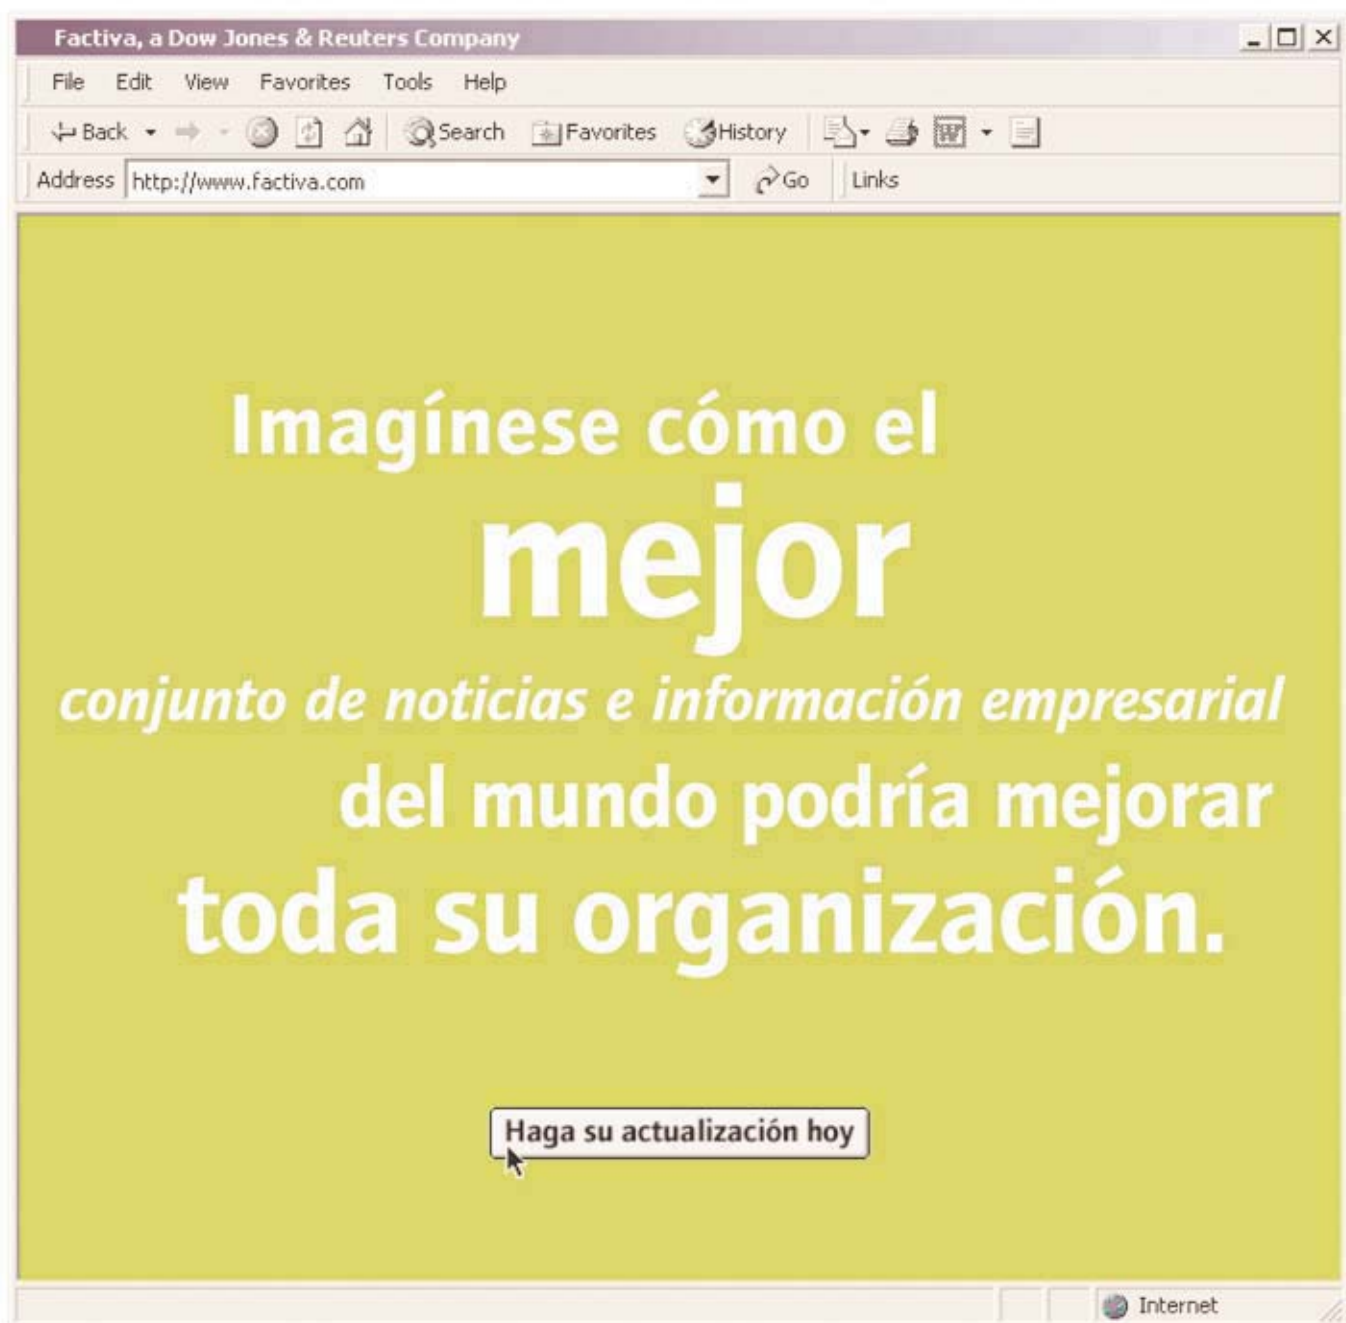 Factiva, a Dow Jones & Reuters Company
File Edit View Favorites Tools Help
Back Search Favorites History
Address http://www.factiva.com Go Links
Imagínese cómo el
mejor
conjunto de noticias e información empresarial
del mundo podría mejorar
toda su organización.
Haga su actualización hoy
Internet